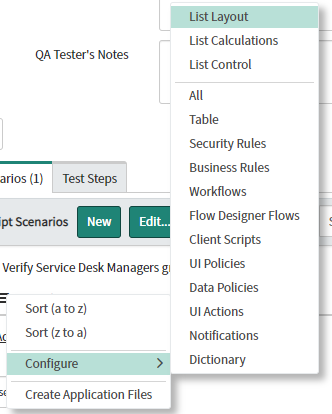 List Layout
List Calculations
List Control
QA Tester's Notes
All
Table
Security Rules
Business Rules
Workflows
Flow Designer Flows
Client Scripts
UI Policies
Data Policies
UI Actions
Notifications
Dictionary
arios (1) Test Steps
ipt Scenarios New Edit...
Verify Service Desk Managers gr
Sort (a to z)
Sort (z to a)
Configure
Create Application Files